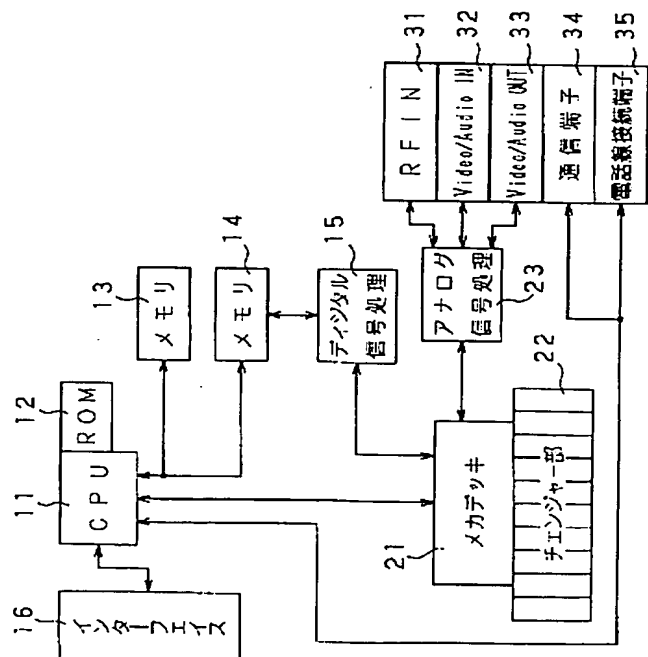 16
インターフェイス
11
CPU
12
ROM
13
メモリ
14
メモリ
15
ディジタル
信号処理
21
メカデッキ
22
チェンジャー部
アナログ
信号処理
23
RF IN
31
Video/Audio IN
32
Video/Audio OUT
33
通信端子
34
電話線接続端子
35